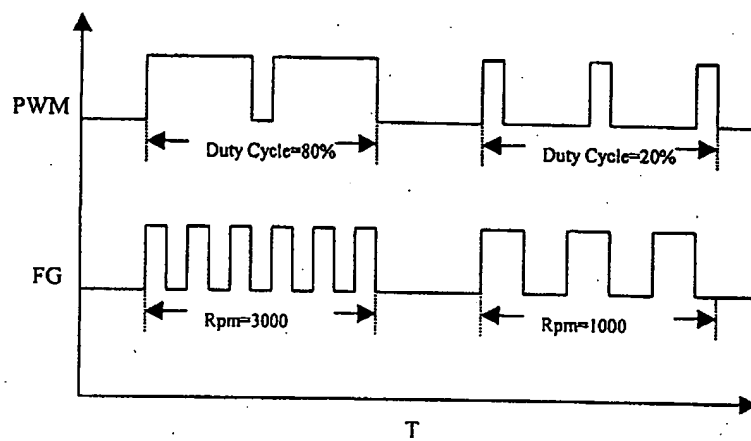 PWM
Duty Cycle=80%
Duty Cycle=20%
FG
Rpm=3000
Rpm=1000
T